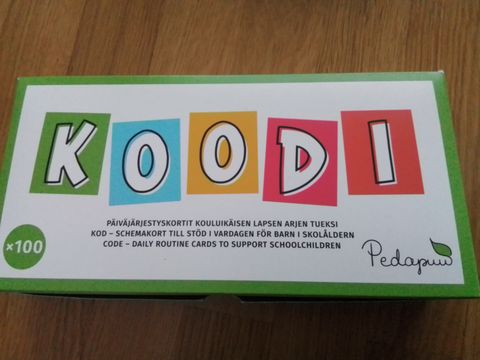 KOODI
PÄIVÄJÄRJESTYSKORTIT KOULUIKÄISEN LAPSEN ARJEN TUEKSI
KOD – SCHEMAKORT TILL STÖD I VARDAGEN FÖR BARN I SKOLÅLDERN
CODE – DAILY ROUTINE CARDS TO SUPPORT SCHOOLCHILDREN
×100
Pedapuu